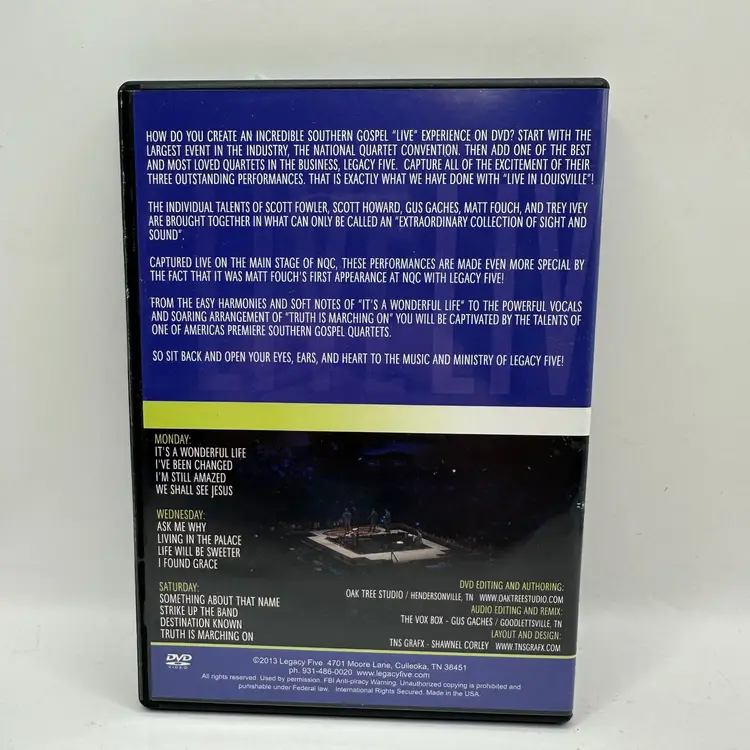 HOW DO YOU CREATE AN INCREDIBLE SOUTHERN GOSPEL "LIVE" EXPERIENCE ON DVD? START WITH THE
LARGEST EVENT IN THE INDUSTRY, THE NATIONAL QUARTET CONVENTION. THEN ADD ONE OF THE BEST
AND MOST LOVED QUARTETS IN THE BUSINESS, LEGACY FIVE. CAPTURE ALL OF THE EXCITEMENT OF THEIR
THREE OUTSTANDING PERFORMANCES. THAT IS EXACTLY WHAT WE HAVE DONE WITH "LIVE IN LOUISVILLE"!
THE INDIVIDUAL TALENTS OF SCOTT FOWLER, SCOTT HOWARD, GUS GACHES, MATT FOUCH, AND TREY IVEY
ARE BROUGHT TOGETHER IN WHAT CAN ONLY BE CALLED AN "EXTRAORDINARY COLLECTION OF SIGHT AND
SOUND".
CAPTURED LIVE ON THE MAIN STAGE OF NQC, THESE PERFORMANCES ARE MADE EVEN MORE SPECIAL BY
THE FACT THAT IT WAS MATT FOUCH'S FIRST APPEARANCE AT NQC WITH LEGACY FIVE!
FROM THE EASY HARMONIES AND SOFT NOTES OF "IT'S A WONDERFUL LIFE" TO THE POWERFUL VOCALS
AND SOARING ARRANGEMENT OF "TRUTH IS MARCHING ON" YOU WILL BE CAPTIVATED BY THE TALENTS OF
ONE OF AMERICAS PREMIERE SOUTHERN GOSPEL QUARTETS.
SO SIT BACK AND OPEN YOUR EYES, EARS, AND HEART TO THE MUSIC AND MINISTRY OF LEGACY FIVE!
MONDAY:
IT'S A WONDERFUL LIFE
I'VE BEEN CHANGED
I'M STILL AMAZED
WE SHALL SEE JESUS
WEDNESDAY:
ASK ME WHY
LIVING IN THE PALACE
LIFE WILL BE SWEETER
I FOUND GRACE
SATURDAY:
SOMETHING ABOUT THAT NAME
STRIKE UP THE BAND
DESTINATION KNOWN
TRUTH IS MARCHING ON
DVD EDITING AND AUTHORING:
OAK TREE STUDIO / HENDERSONVILLE, TN WWW.OAKTREESTUDIO.COM
AUDIO EDITING AND REMIX:
THE VOX BOX - GUS GACHES / GOODLETTSVILLE, TN
LAYOUT AND DESIGN:
TNS GRAFX - SHAWNEL CORLEY WWW.TNSGRAFX.COM
DVD
VIDEO
©2013 Legacy Five 4701 Moore Lane, Culleoka, TN 38451
ph. 931-486-0020 www.legacyfive.com
All rights reserved. Used by permission. FBI Anti-piracy Warning. Unauthorized copying is prohibited and
punishable under Federal law. International Rights Secured. Made in the USA.